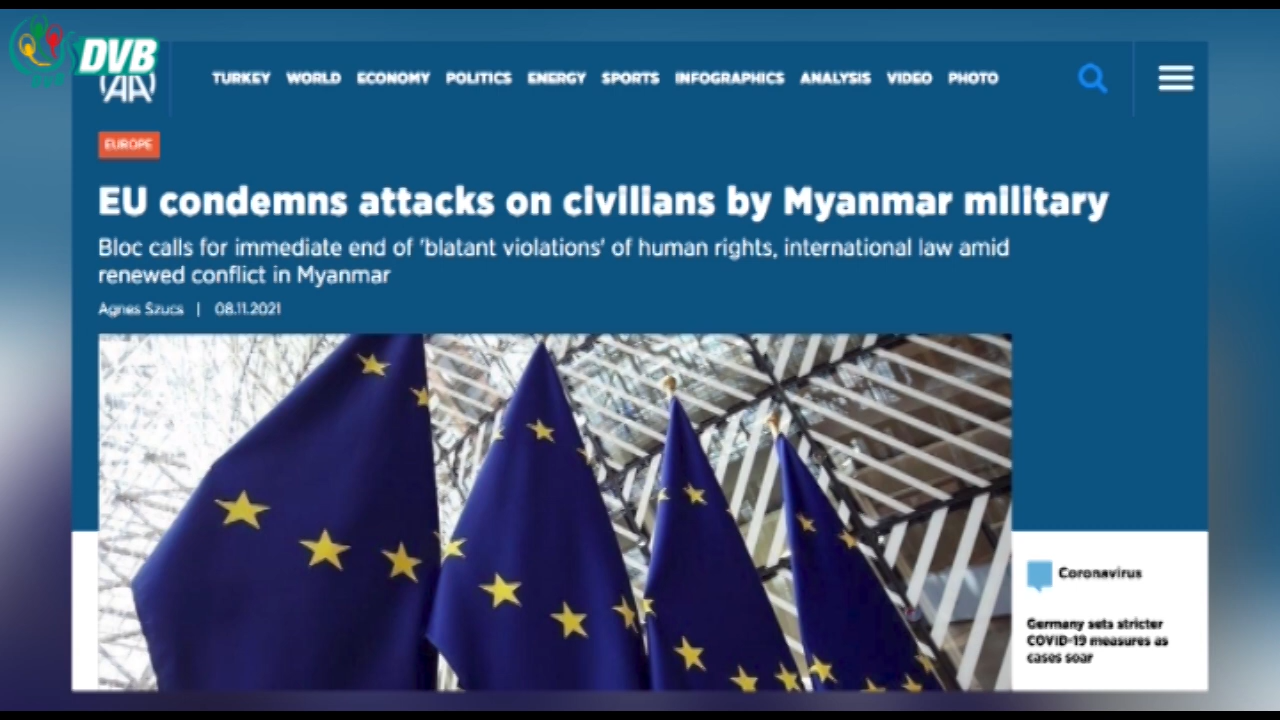 DVB
AA
TURKEY WORLD ECONOMY POLITICS ENERGY SPORTS INFOGRAPHICS ANALYSIS VIDEO PHOTO
EUROPE
EU condemns attacks on civilians by Myanmar military
Bloc calls for immediate end of 'blatant violations' of human rights, international law amid
renewed conflict in Myanmar
Agnes Szucs | 08.11.2021
Coronavirus
Germany sets stricter
COVID-19 measures as
cases soar